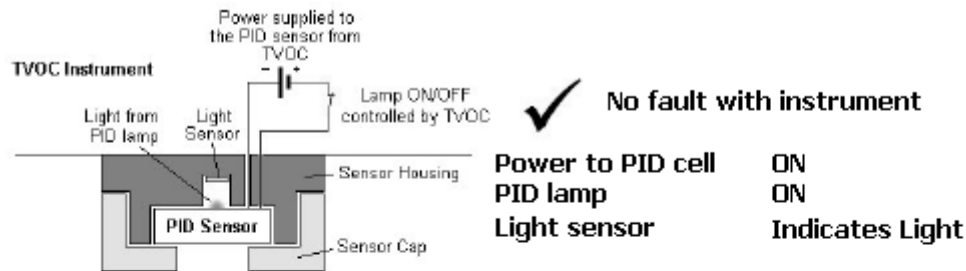 Power supplied to
the PID sensor from
TVOC
- +
TVOC Instrument
Lamp ON/OFF
controlled by TVOC
Light from
PID lamp
Light
Sensor
Sensor Housing
PID Sensor
Sensor Cap
No fault with instrument
Power to PID cell ON
PID lamp ON
Light sensor Indicates Light